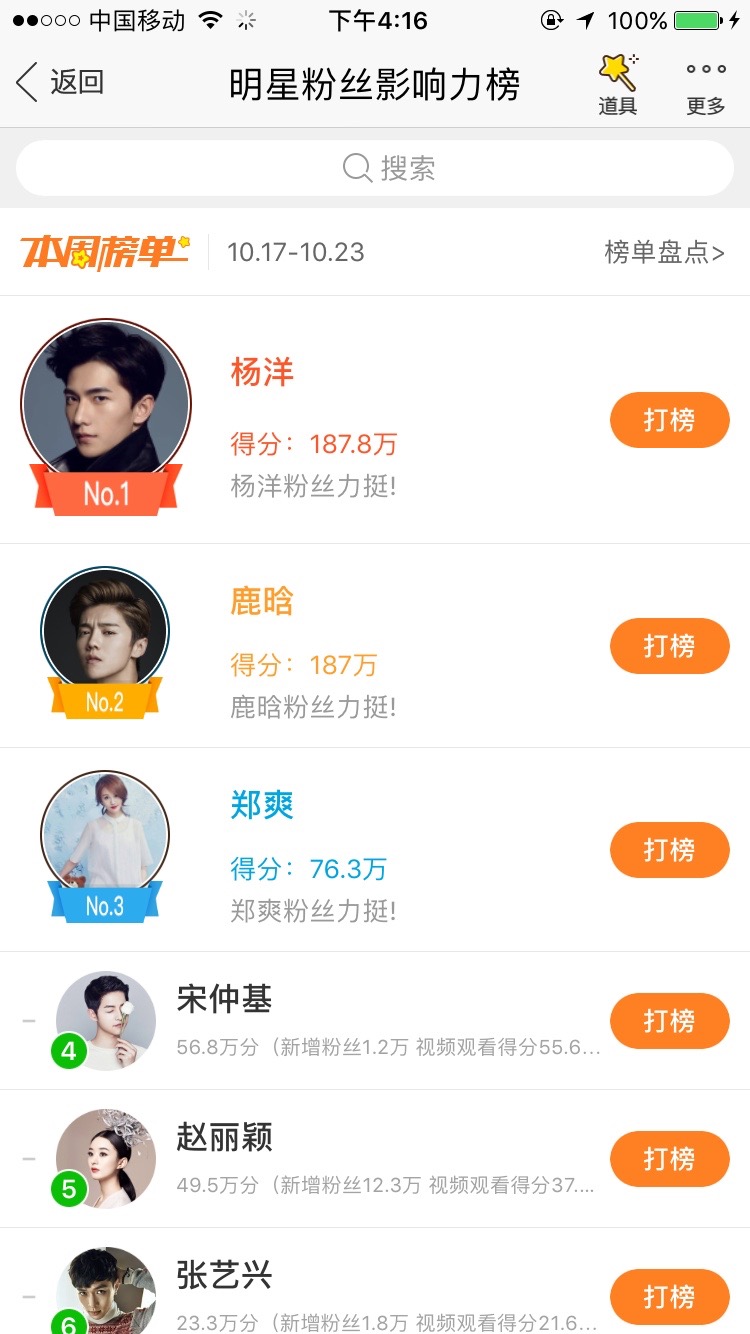 中国移动 下午4:16 100%
返回 明星粉丝影响力榜 道具 更多
搜索
本周榜单 10.17-10.23 榜单盘点>
杨洋
得分：187.8万
杨洋粉丝力挺!
No.1
打榜
鹿晗
得分：187万
鹿晗粉丝力挺!
No.2
打榜
郑爽
得分：76.3万
郑爽粉丝力挺!
No.3
打榜
宋仲基
4
56.8万分（新增粉丝1.2万 视频观看得分55.6...
打榜
赵丽颖
5
49.5万分（新增粉丝12.3万 视频观看得分37....
打榜
张艺兴
6
23.3万分（新增粉丝1.8万 视频观看得分21.6...
打榜